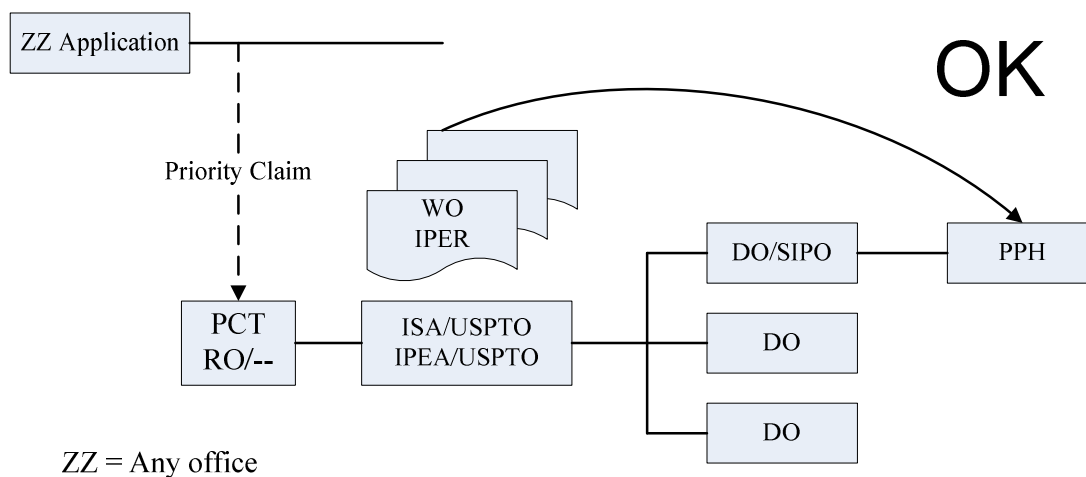 ZZ Application
OK
Priority Claim
WO
IPER
DO/SIPO
PPH
PCT
RO/--
ISA/USPTO
IPEA/USPTO
DO
DO
ZZ = Any office